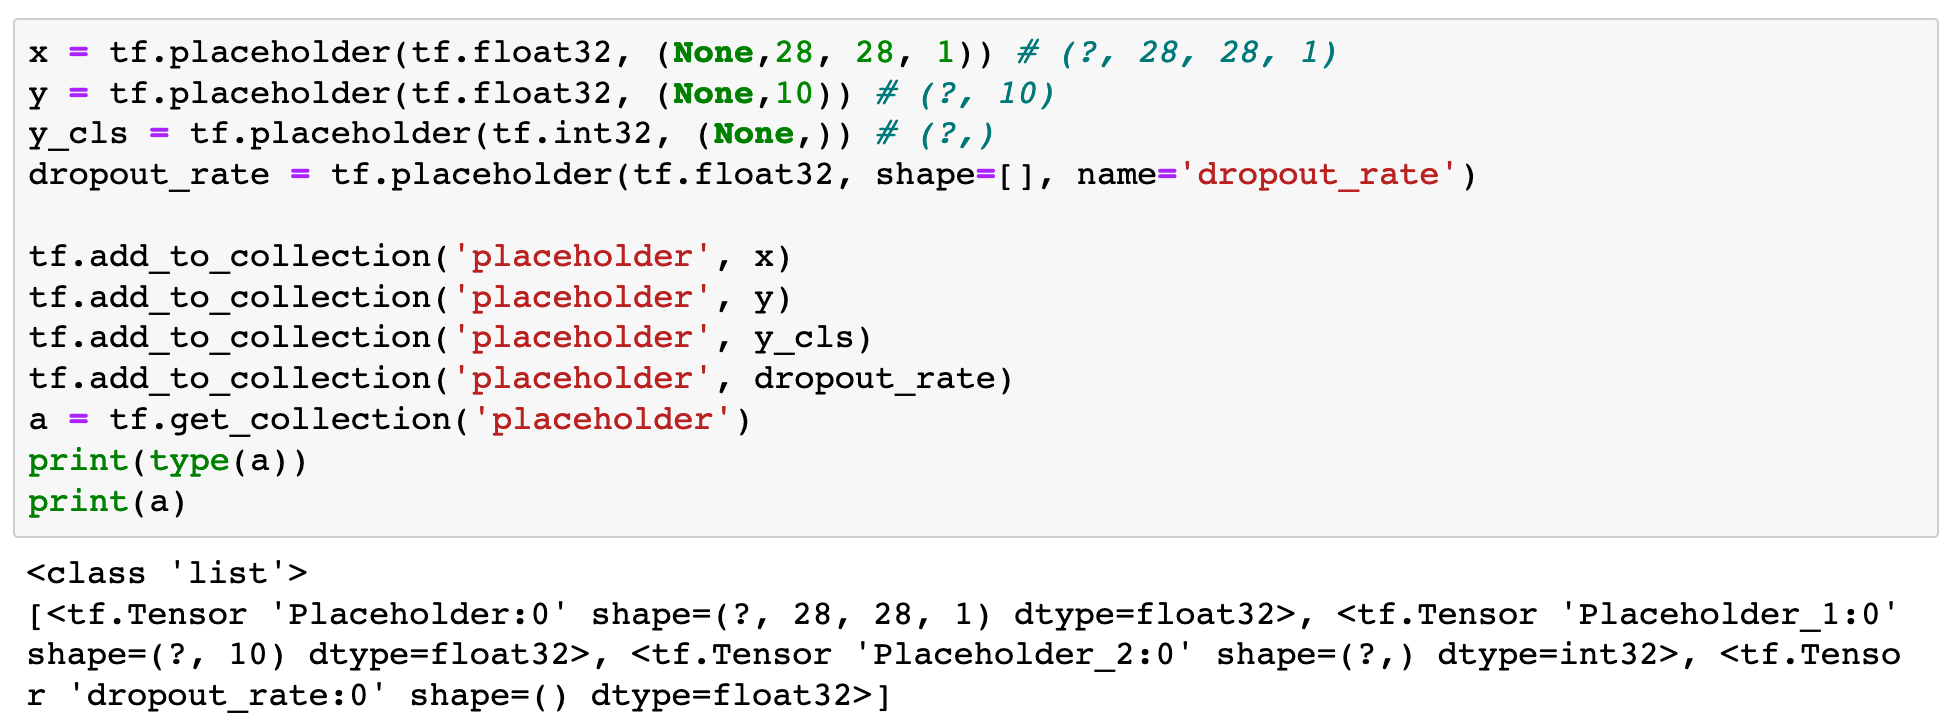 x = tf.placeholder(tf.float32, (None,28, 28, 1)) # (?, 28, 28, 1)
y = tf.placeholder(tf.float32, (None,10)) # (?, 10)
y_cls = tf.placeholder(tf.int32, (None,)) # (?,)
dropout_rate = tf.placeholder(tf.float32, shape=[], name='dropout_rate')

tf.add_to_collection('placeholder', x)
tf.add_to_collection('placeholder', y)
tf.add_to_collection('placeholder', y_cls)
tf.add_to_collection('placeholder', dropout_rate)
a = tf.get_collection('placeholder')
print(type(a))
print(a)
<class 'list'>
[<tf.Tensor 'Placeholder:0' shape=(?, 28, 28, 1) dtype=float32>, <tf.Tensor 'Placeholder_1:0'
shape=(?, 10) dtype=float32>, <tf.Tensor 'Placeholder_2:0' shape=(?,) dtype=int32>, <tf.Tenso
r 'dropout_rate:0' shape=() dtype=float32>]